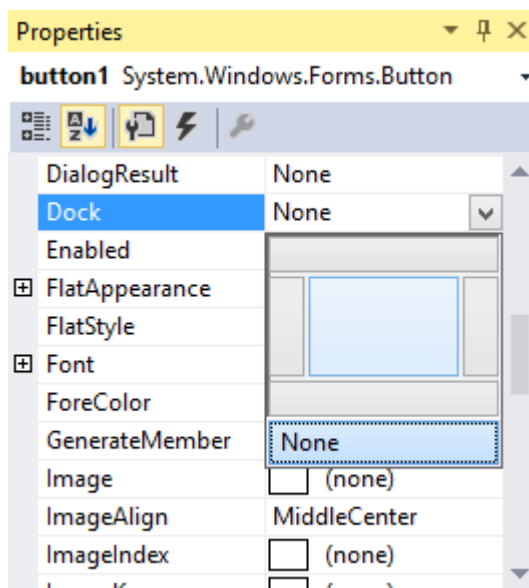 Properties
button1 System.Windows.Forms.Button
DialogResult None
Dock None
Enabled
FlatAppearance
FlatStyle
Font
ForeColor
GenerateMember None
Image (none)
ImageAlign MiddleCenter
ImageIndex (none)